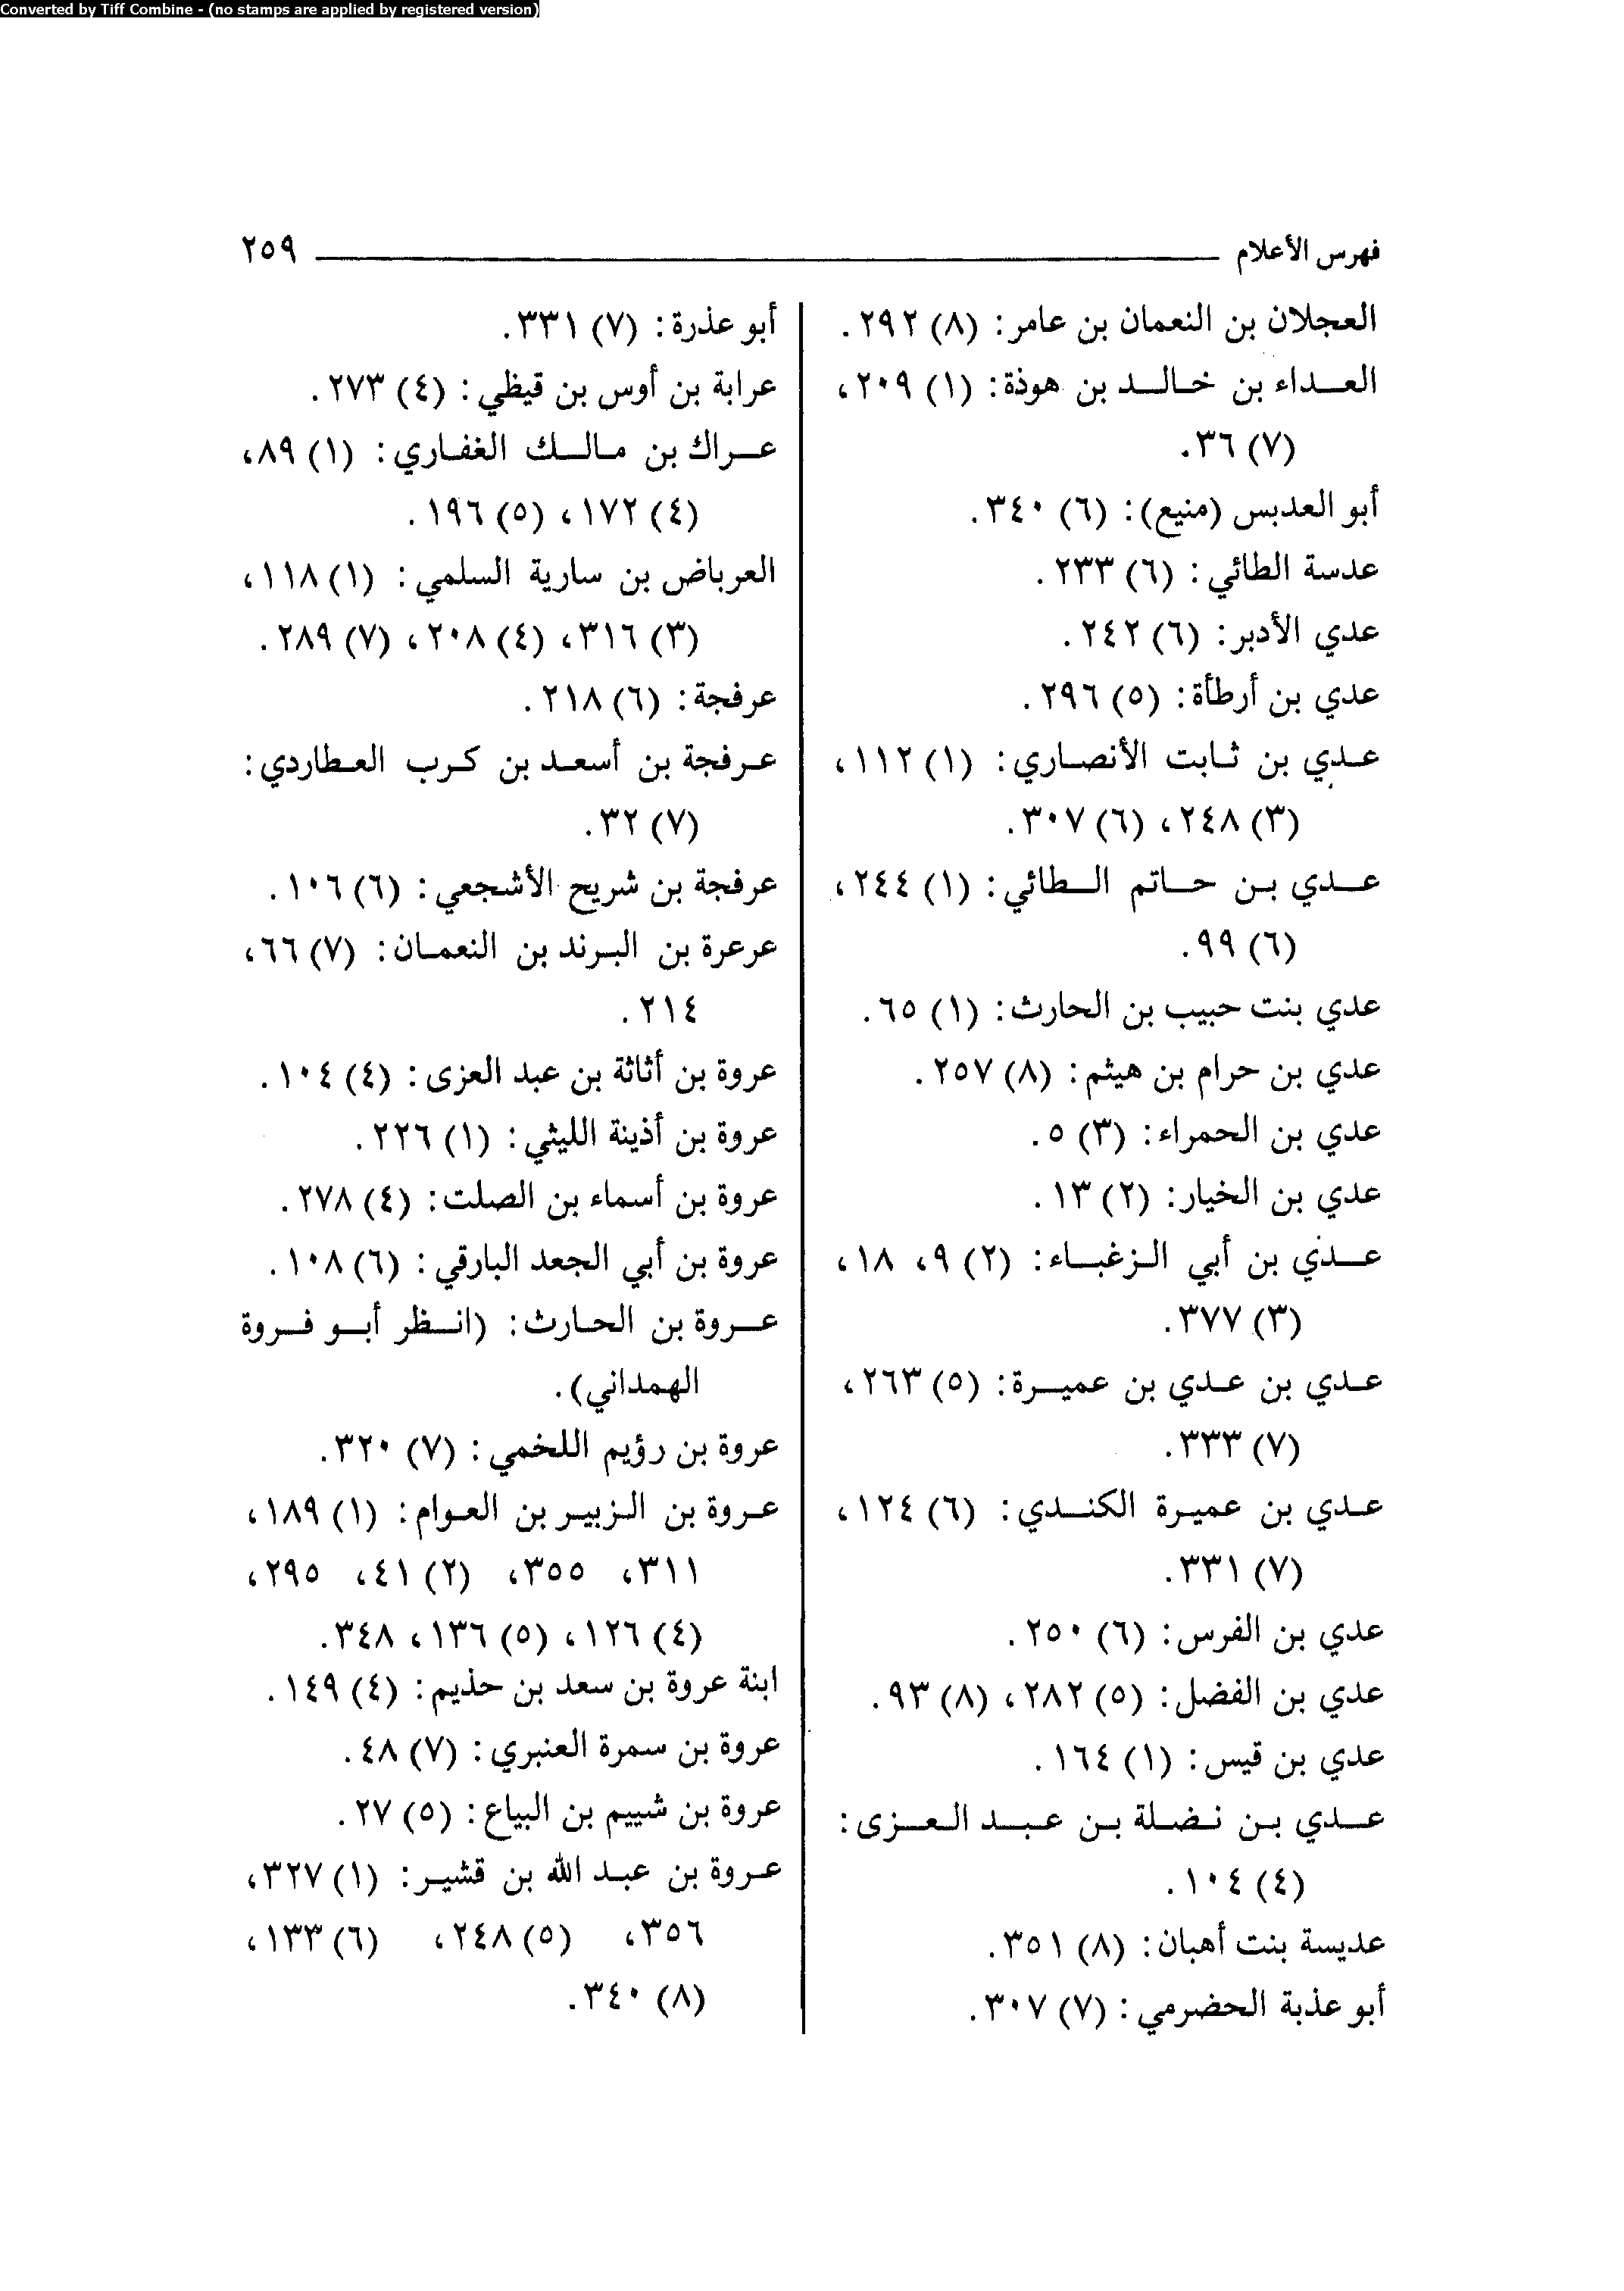 Converted by Tiff Combine - (no stamps are applied by registered version)
فهرس الأعلام ٢٥٩
العجلان بن النعمان بن عامر: (٨) ٢٩٢.
العداء بن خالد بن هوذة: (١) ٢٠٩،
(٧) ٣٦.
أبو العدبس (منيع): (٦) ٣٤٠.
عدسة الطائي: (٦) ٢٣٣.
عدي الأدبر: (٦) ٢٤٢.
عدي بن أرطأة: (٥) ٢٩٦.
عدي بن ثابت الأنصاري: (١) ١١٢،
(٣) ٢٤٨، (٦) ٣٠٧.
عدي بن حاتم الطائي: (١) ٢٤٤،
(٦) ٩٩.
عدي بنت حبيب بن الحارث: (١) ٦٥.
عدي بن حرام بن هيثم: (٨) ٢٥٧.
عدي بن الحمراء: (٣) ٥.
عدي بن الخيار: (٢) ١٣.
عدي بن أبي الزغباء: (٢) ٩، ١٨،
(٣) ٣٧٧.
عدي بن عدي بن عميرة: (٥) ٢٦٣،
(٧) ٣٣٣.
عدي بن عميرة الكندي: (٦) ١٢٤،
(٧) ٣٣١.
عدي بن الفرس: (٦) ٢٥٠.
عدي بن الفضل: (٥) ٢٨٢، (٨) ٩٣.
عدي بن قيس: (١) ١٦٤.
عدي بن نضلة بن عبد العزى:
(٤) ١٠٤.
عديسة بنت أهبان: (٨) ٣٥١.
أبو عذبة الحضرمي: (٧) ٣٠٧.
أبو عذرة: (٧) ٣٣١.
عرابة بن أوس بن قيظي: (٤) ٢٧٣.
عراك بن مالك الغفاري: (١) ٨٩،
(٤) ١٧٢، (٥) ١٩٦.
العرباض بن سارية السلمي: (١) ١١٨،
(٣) ٣١٦، (٤) ٢٠٨، (٧) ٢٨٩.
عرفجة: (٦) ٢١٨.
عرفجة بن أسعد بن كرب العطاردي:
(٧) ٣٢.
عرفجة بن شريح الأشجعي: (٦) ١٠٦.
عرعرة بن البرند بن النعمان: (٧) ٦٦،
٢١٤.
عروة بن أثاثة بن عبد العزى: (٤) ١٠٤.
عروة بن أذينة الليثي: (١) ٢٢٦.
عروة بن أسماء بن الصلت: (٤) ٢٧٨.
عروة بن أبي الجعد البارقي: (٦) ١٠٨.
عروة بن الحارث: (انظر أبو فروة
الهمداني).
عروة بن رؤيم اللخمي: (٧) ٣٢٠.
عروة بن الزبير بن العوام: (١) ١٨٩،
٣١١، ٣٥٥، (٢) ٤١، ٢٩٥،
(٤) ١٢٦، (٥) ١٣٦، ٣٤٨.
ابنة عروة بن سعد بن حذيم: (٤) ١٤٩.
عروة بن سمرة العنبري: (٧) ٤٨.
عروة بن شييم بن البياع: (٥) ٢٧.
عروة بن عبد الله بن قشير: (١) ٣٢٧،
٣٥٦، (٥) ٢٤٨، (٦) ١٣٣،
(٨) ٣٤٠.